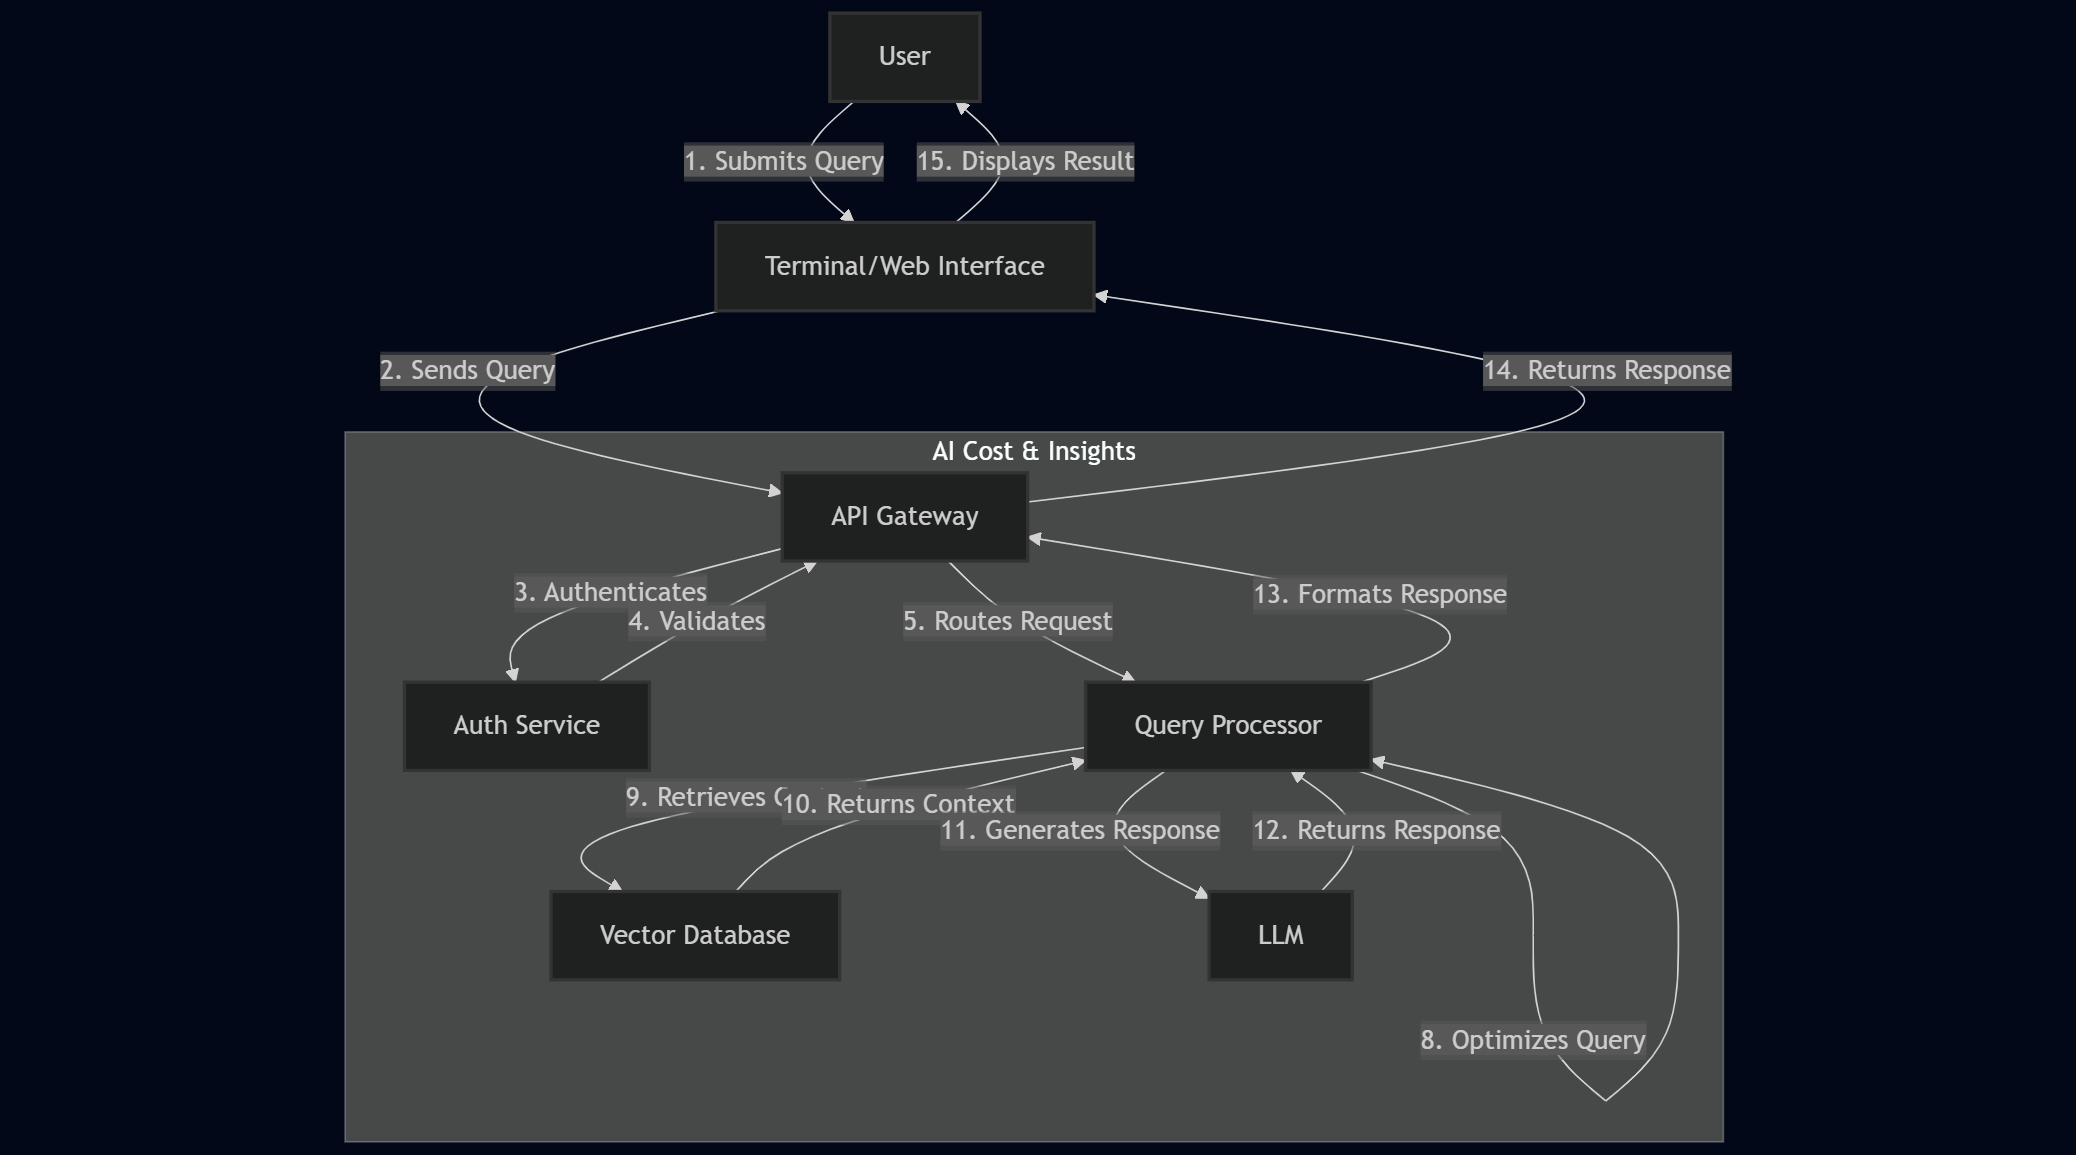 User
1. Submits Query
15. Displays Result
Terminal/Web Interface
2. Sends Query
14. Returns Response
AI Cost & Insights
API Gateway
3. Authenticates
4. Validates
5. Routes Request
13. Formats Response
Auth Service
Query Processor
9. Retrieves
10. Returns Context
11. Generates Response
12. Returns Response
Vector Database
LLM
8. Optimizes Query